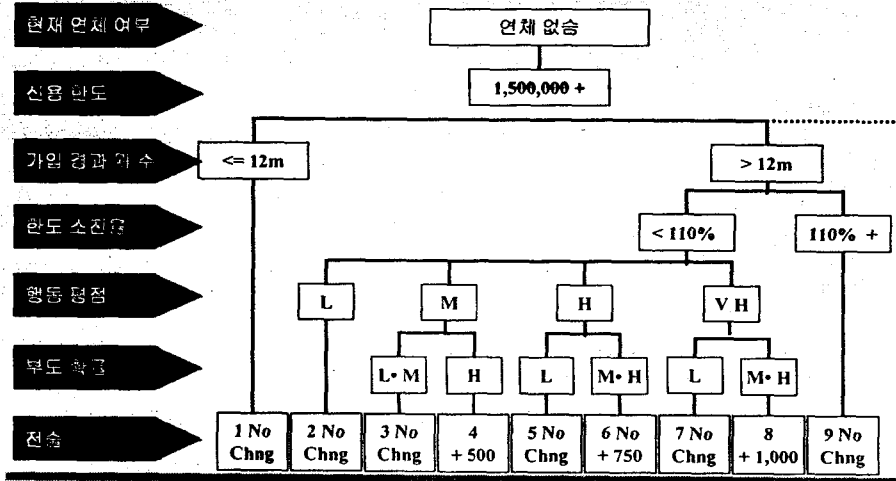 현재 연체 여부
연체 없슴
신용 한도
1,500,000 +
가입 경과 월 수
<= 12m
> 12m
한도 소진율
< 110%
110% +
행동 평점
L
M
H
V H
부도 확률
L• M
H
L
M• H
L
M• H
전술
1 No
Chng
2 No
Chng
3 No
Chng
4
+ 500
5 No
Chng
6 No
+ 750
7 No
Chng
8
+ 1,000
9 No
Chng